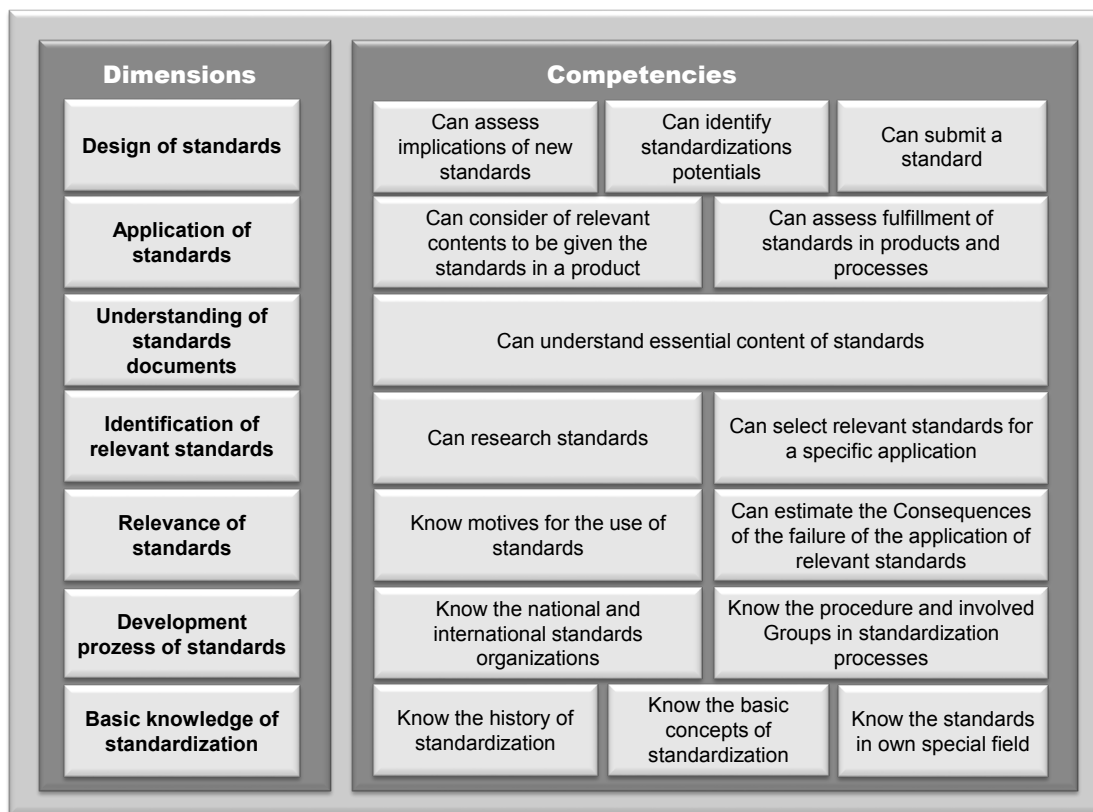 Dimensions
Competencies
Design of standards
Can assess
implications of new
standards
Can identify
standardizations
potentials
Can submit a
standard
Application of
standards
Can consider of relevant
contents to be given the
standards in a product
Can assess fulfillment of
standards in products and
processes
Understanding of
standards
documents
Can understand essential content of standards
Identification of
relevant standards
Can research standards
Can select relevant standards for
a specific application
Relevance of
standards
Know motives for the use of
standards
Can estimate the Consequences
of the failure of the application of
relevant standards
Development
prozess of standards
Know the national and
international standards
organizations
Know the procedure and involved
Groups in standardization
processes
Basic knowledge of
standardization
Know the history of
standardization
Know the basic
concepts of
standardization
Know the standards
in own special field